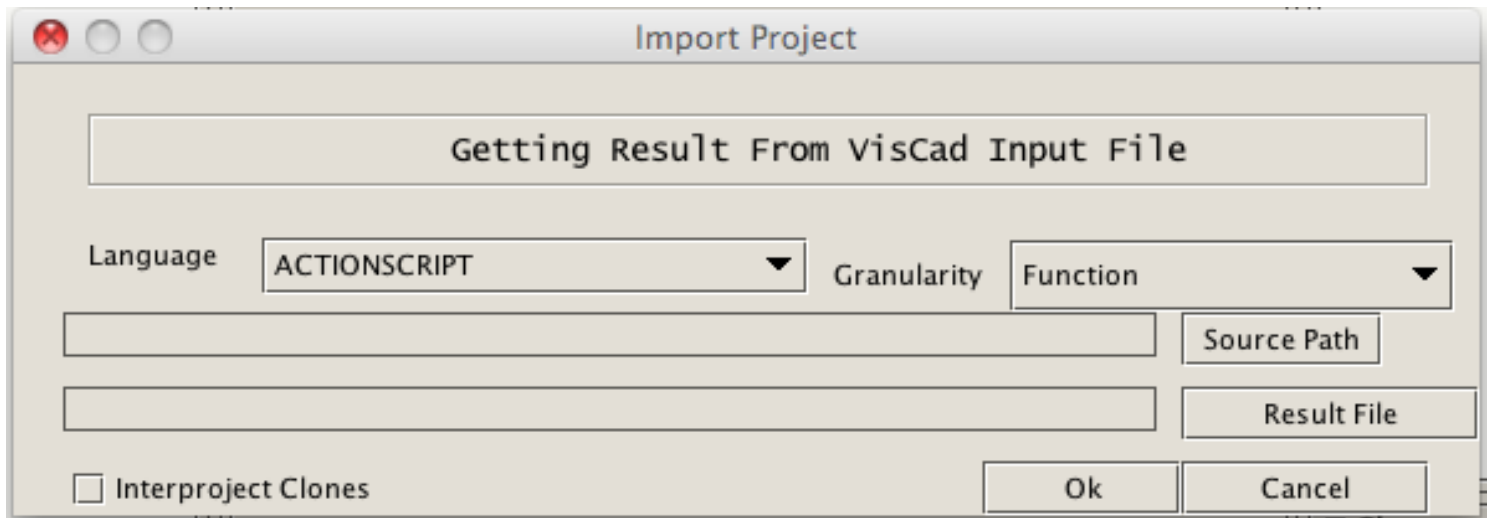 Import Project
Getting Result From VisCad Input File
Language ACTIONSCRIPT Granularity Function
Source Path
Result File
Interproject Clones Ok Cancel